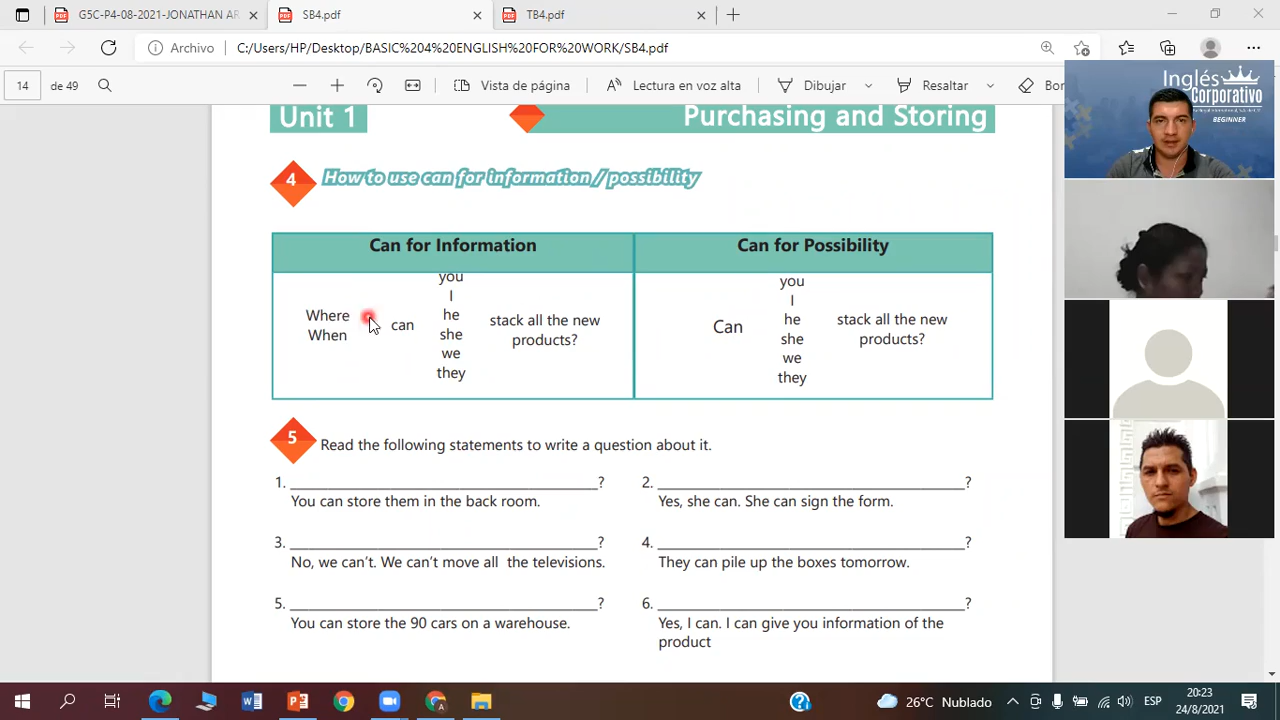 G5C-P4-08-2021-JONATHAN AR
SB4.pdf
TB4.pdf
Archivo
C:/Users/HP/Desktop/BASIC%204%20ENGLISH%20FOR%20WORK/SB4.pdf
14 de 49
Vista de página
Lectura en voz alta
Dibujar
Resaltar
Bor
Unit 1
Purchasing and Storing
4 How to use can for information / possibility
Can for Information
Can for Possibility
Where
When
can
you
I
he
she
we
they
stack all the new
products?
Can
you
I
he
she
we
they
stack all the new
products?
5 Read the following statements to write a question about it.
1. ______________________________________?
You can store them in the back room.
2. ______________________________________?
Yes, she can. She can sign the form.
3. ______________________________________?
No, we can't. We can't move all the televisions.
4. ______________________________________?
They can pile up the boxes tomorrow.
5. ______________________________________?
You can store the 90 cars on a warehouse.
6. ______________________________________?
Yes, I can. I can give you information of the
product
Inglés
Corporativo
BEGINNER
26°C Nublado
ESP
20:23
24/8/2021